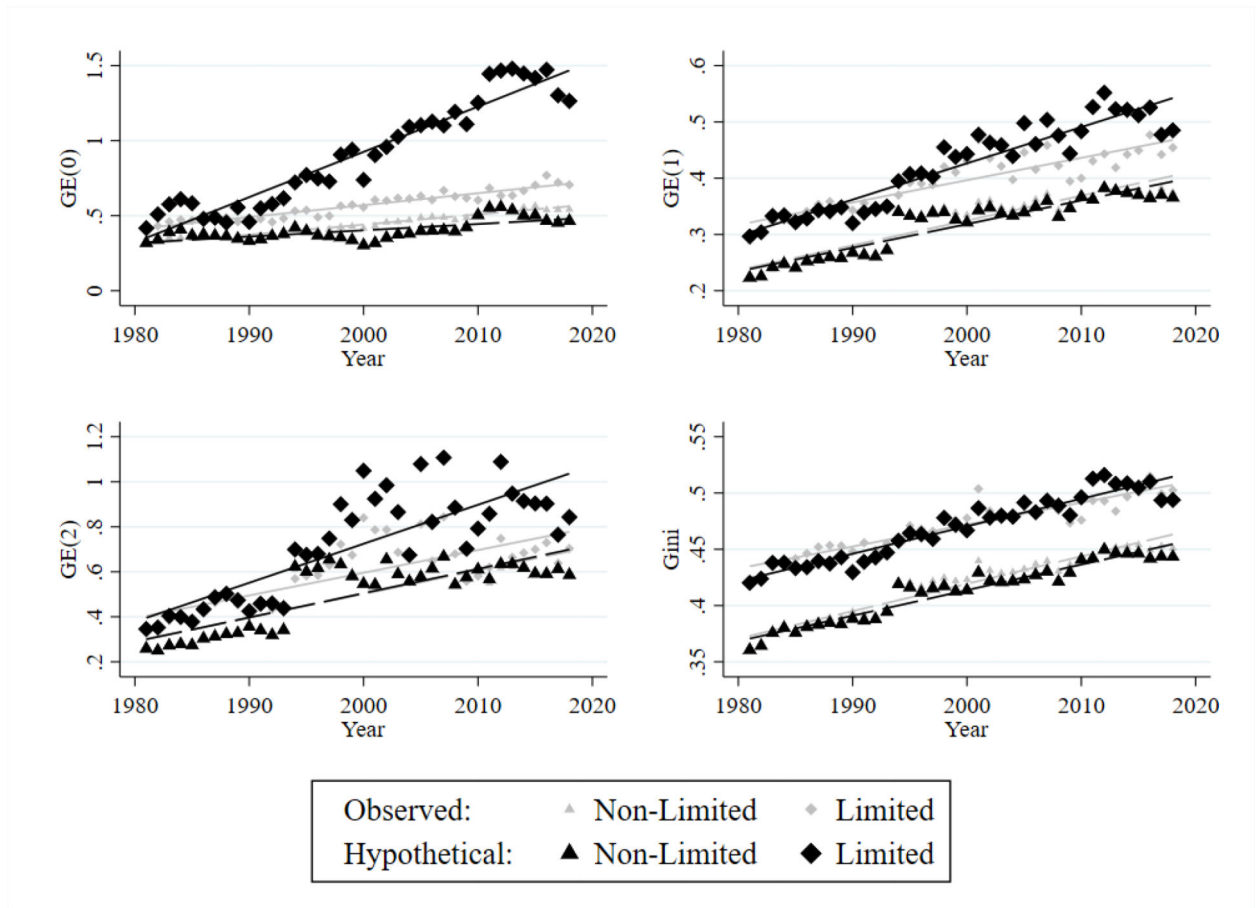 GE(0)
1.5
1
.5
0
1980 1990 2000 2010 2020
Year
GE(1)
.6
.5
.4
.3
.2
1980 1990 2000 2010 2020
Year
GE(2)
1.2
1
.8
.6
.4
.2
1980 1990 2000 2010 2020
Year
Gini
.55
.5
.45
.4
.35
1980 1990 2000 2010 2020
Year
Observed: Non-Limited Limited
Hypothetical: Non-Limited Limited